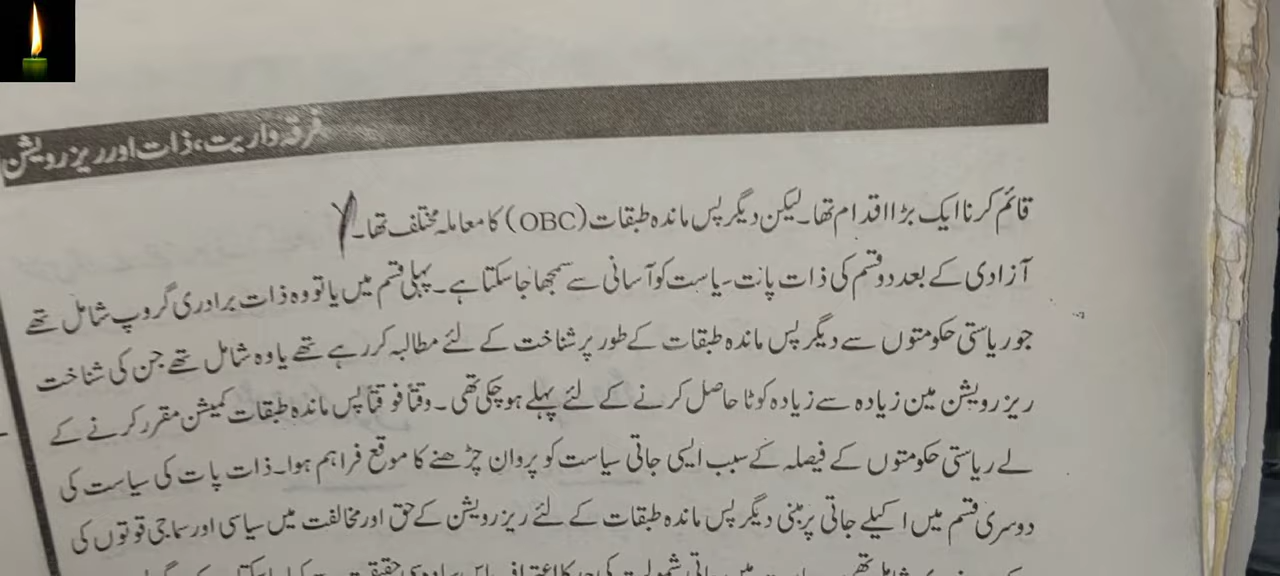 فرقہ واریت، ذات اور ریزرویشن
قائم کرنا ایک بڑا اقدام تھا۔ لیکن دیگر پس ماندہ طبقات (OBC) کا معاملہ مختلف تھا۔
آزادی کے بعد دو قسم کی ذات پات۔ سیاست کو آسانی سے سمجھا جاسکتا ہے۔ پہلی قسم میں یا تو وہ ذات برادری گروپ شامل تھے
جو ریاستی حکومتوں سے دیگر پس ماندہ طبقات کے طور پر شناخت کے لئے مطالبہ کررہے تھے یا وہ شامل تھے جن کی شناخت
ریزرویشن مین زیادہ سے زیادہ کوٹا حاصل کرنے کے لئے پہلے ہوچکی تھی۔ وقتاً فوقتاً پس ماندہ طبقات کمیشن مقرر کرنے کے
لے ریاستی حکومتوں کے فیصلہ کے سبب ایسی جاتی سیاست کو پروان چڑھنے کا موقع فراہم ہوا۔ ذات پات کی سیاست کی
دوسری قسم میں اکیلے جاتی پر مبنی دیگر پس ماندہ طبقات کے لئے ریزرویشن کے حق اور مخالفت میں سیاسی اور سماجی قوتوں کی